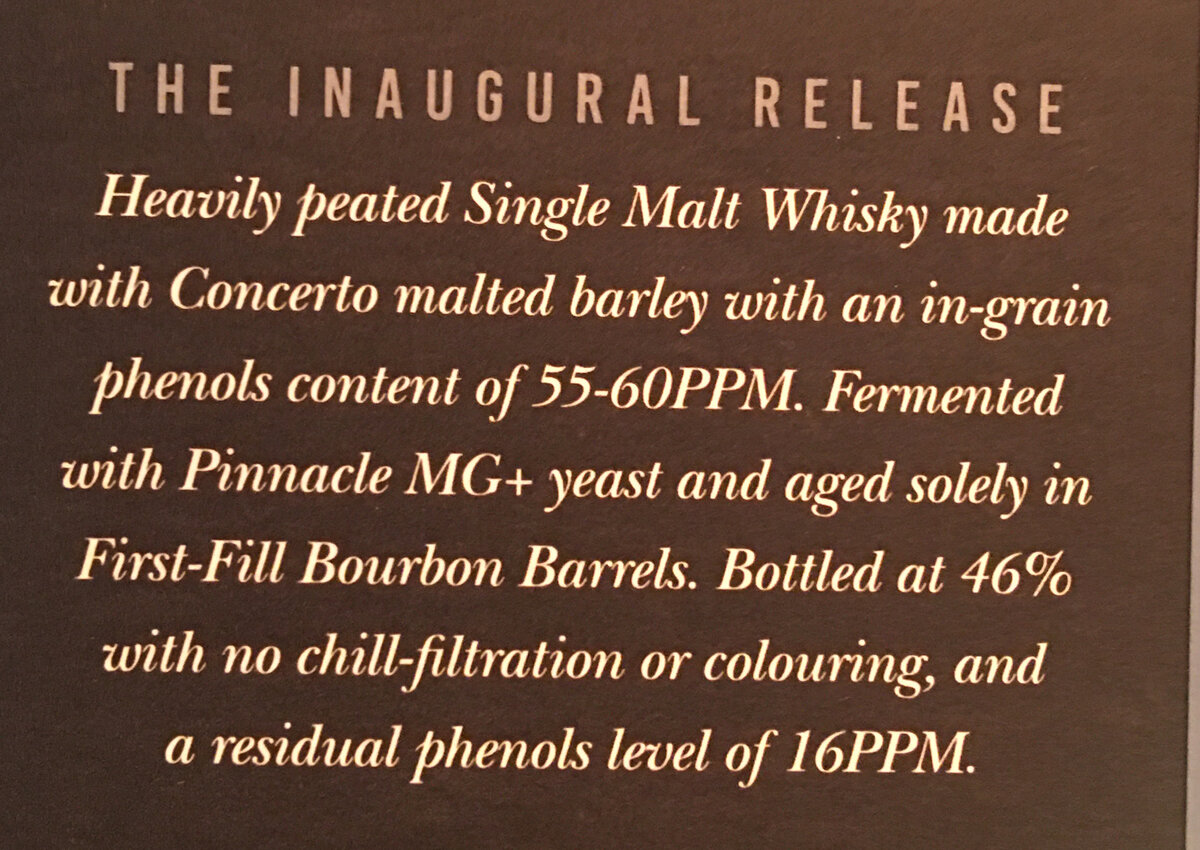 THE INAUGURAL RELEASE
Heavily peated Single Malt Whisky made
with Concerto malted barley with an in-grain
phenols content of 55-60PPM. Fermented
with Pinnacle MG+ yeast and aged solely in
First-Fill Bourbon Barrels. Bottled at 46%
with no chill-filtration or colouring, and
a residual phenols level of 16PPM.